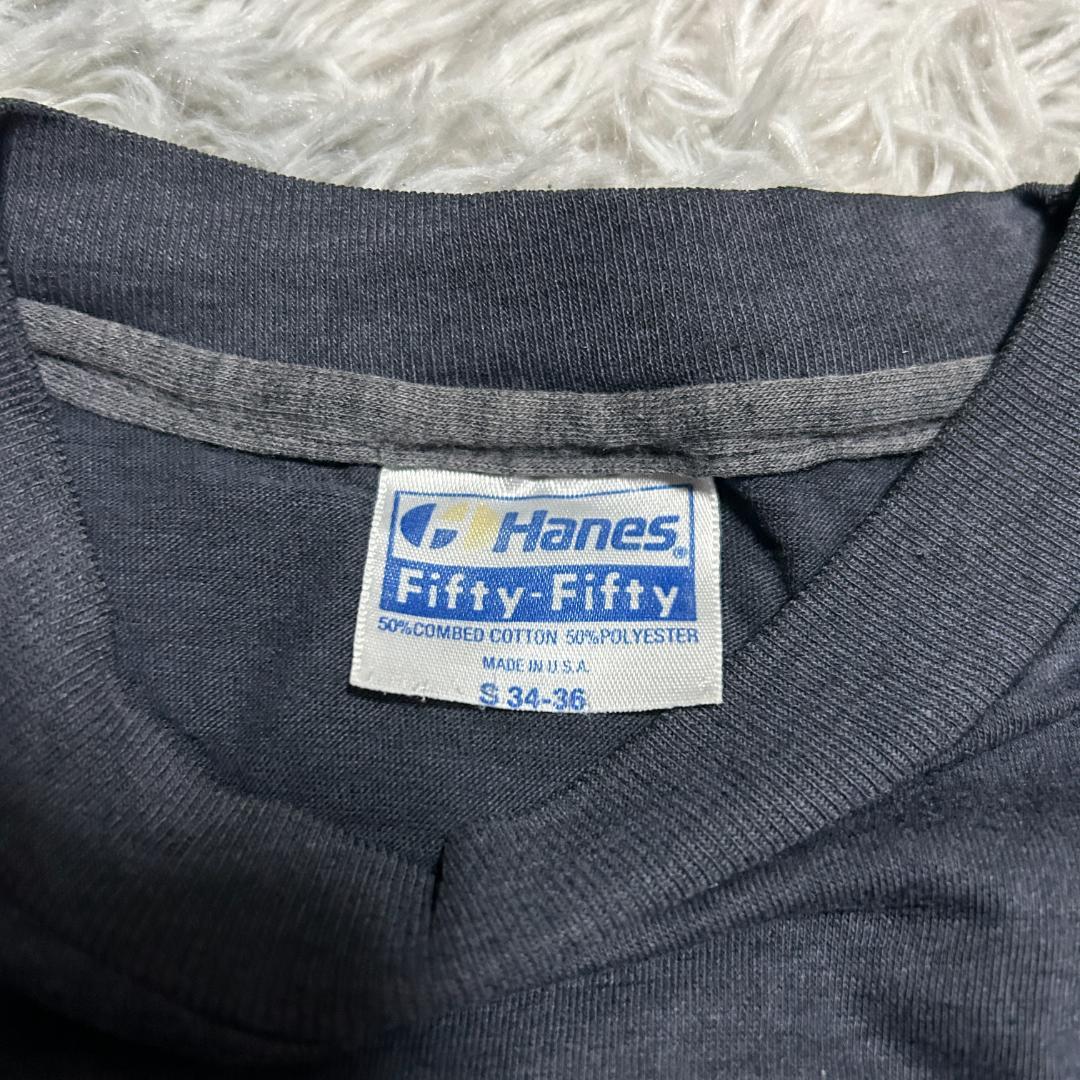 Hanes®
Fifty-Fifty
50%COMBED COTTON 50%POLYESTER
MADE IN U.S.A.
S 34-36